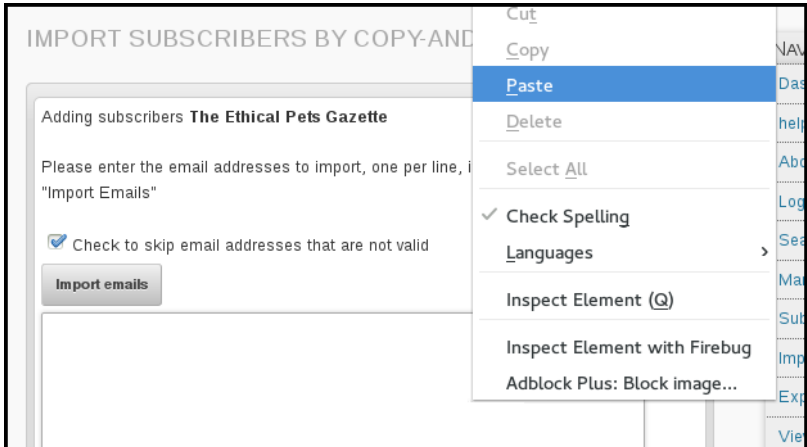 IMPORT SUBSCRIBERS BY COPY-AND
Adding subscribers The Ethical Pets Gazette
Please enter the email addresses to import, one per line, i
"Import Emails"
Check to skip email addresses that are not valid
Import emails
Cut
Copy
Paste
Delete
Select All
Check Spelling
Languages
Inspect Element (Q)
Inspect Element with Firebug
Adblock Plus: Block image...
NAV
Das
help
Abo
Log
Sea
Man
Sub
Imp
Exp
View